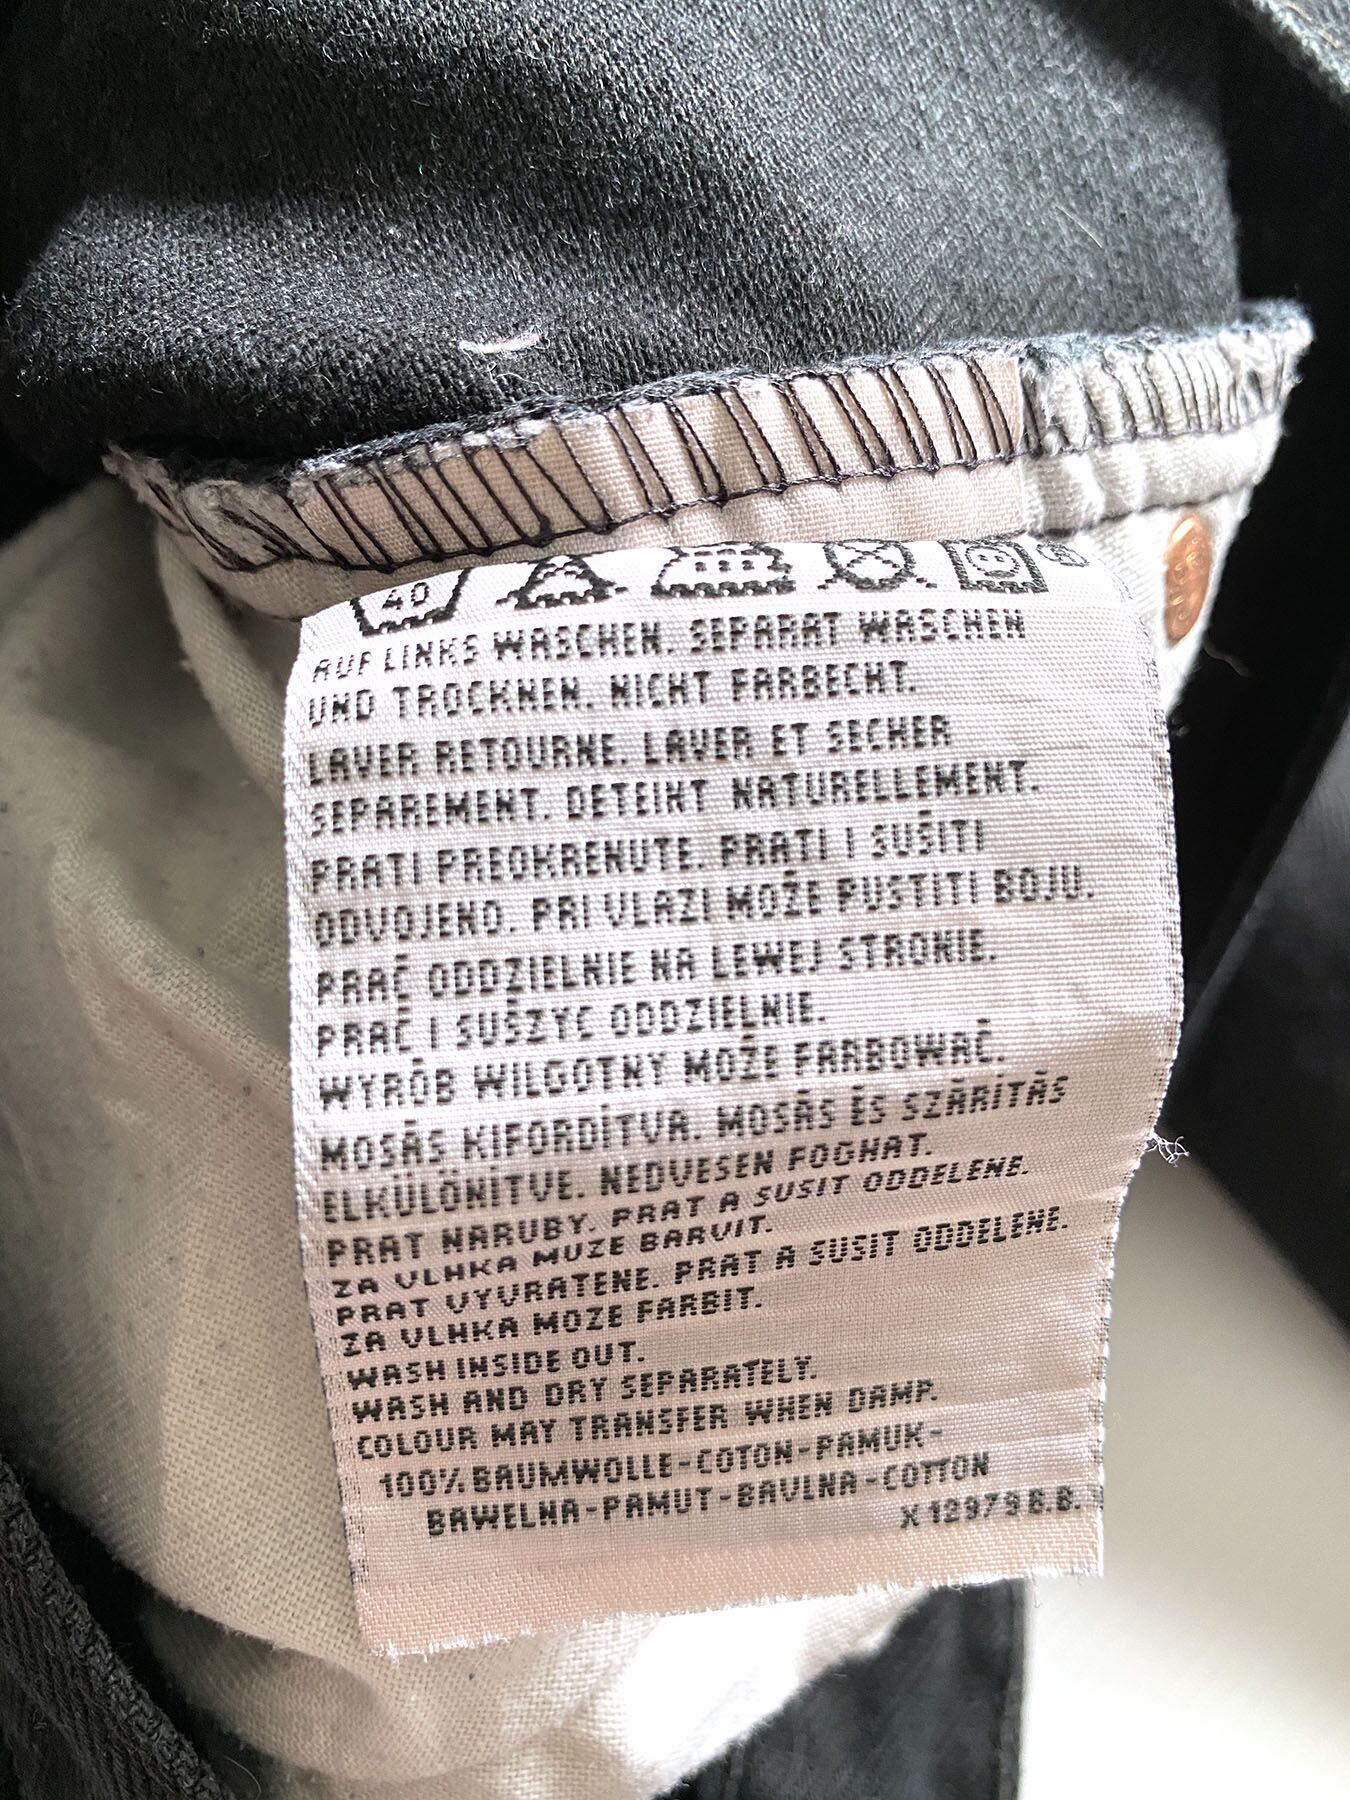 40
AUF LINKS WASCHEN. SEPARAT WASCHEN
UND TROCKNEN. NICHT FARBECHT.
LAVER RETOURNE. LAVER ET SECHER
SEPAREMENT. DETEINT NATURELLEMENT.
PRATI PREOKRENUTE. PRATI I SUŠITI
ODVOJENO. PRI VLAZI MOŽE PUSTITI BOJU.
PRAĆ ODDZIELNIE NA LEWEJ STRONIE.
PRAĆ I SUSZYC ODDZIELNIE.
WYRÓB WILGOTNY MOŻE FARBOWAĆ.
MOSÁS KIFORDÍTVA. MOSÁS ÉS SZÁRÍTÁS
ELKÜLÖNÍTVE. NEDVESEN FOGHAT.
PRAT NARUBY. PRAT A SUSIT ODDELENE.
ZA VLHKA MUZE BARVIT.
PRAT VYVRATENE. PRAT A SUSIT ODDELENE.
ZA VLHKA MOZE FARBIT.
WASH INSIDE OUT.
WASH AND DRY SEPARATELY.
COLOUR MAY TRANSFER WHEN DAMP.
100% BAUMWOLLE-COTON-PAMUK-
BAWELNA-PAMUT-BAVLNA-COTTON
X 12979 B.B.